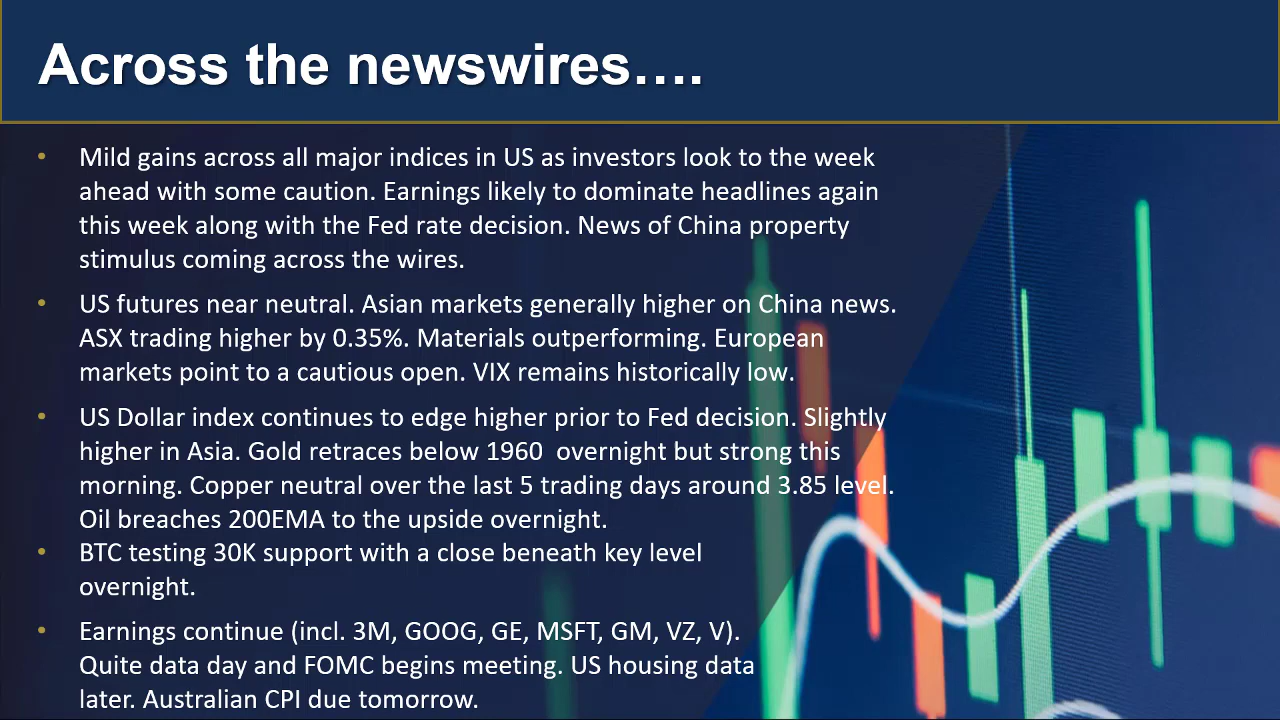 Across the newswires….
• Mild gains across all major indices in US as investors look to the week
ahead with some caution. Earnings likely to dominate headlines again
this week along with the Fed rate decision. News of China property
stimulus coming across the wires.
• US futures near neutral. Asian markets generally higher on China news.
ASX trading higher by 0.35%. Materials outperforming. European
markets point to a cautious open. VIX remains historically low.
• US Dollar index continues to edge higher prior to Fed decision. Slightly
higher in Asia. Gold retraces below 1960  overnight but strong this
morning. Copper neutral over the last 5 trading days around 3.85 level.
Oil breaches 200EMA to the upside overnight.
• BTC testing 30K support with a close beneath key level
overnight.
• Earnings continue (incl. 3M, GOOG, GE, MSFT, GM, VZ, V).
Quite data day and FOMC begins meeting. US housing data
later. Australian CPI due tomorrow.